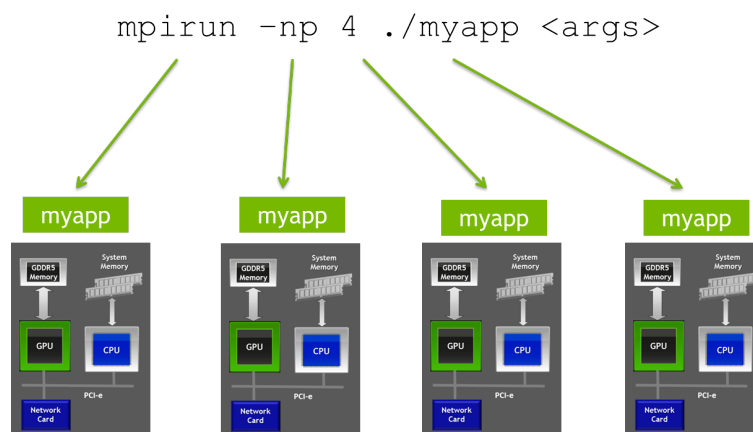 mpirun –np 4 ./myapp <args>
myapp
myapp
myapp
myapp
GDDR5
Memory
System
Memory
GPU
CPU
PCI-e
Network
Card
GDDR5
Memory
System
Memory
GPU
CPU
PCI-e
Network
Card
GDDR5
Memory
System
Memory
GPU
CPU
PCI-e
Network
Card
GDDR5
Memory
System
Memory
GPU
CPU
PCI-e
Network
Card